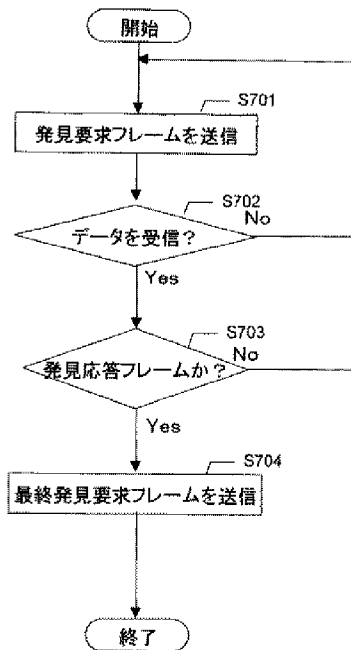 開始
S701
発見要求フレームを送信
S702
データを受信?
No
Yes
S703
発見応答フレームか?
No
Yes
S704
最終発見要求フレームを送信
終了